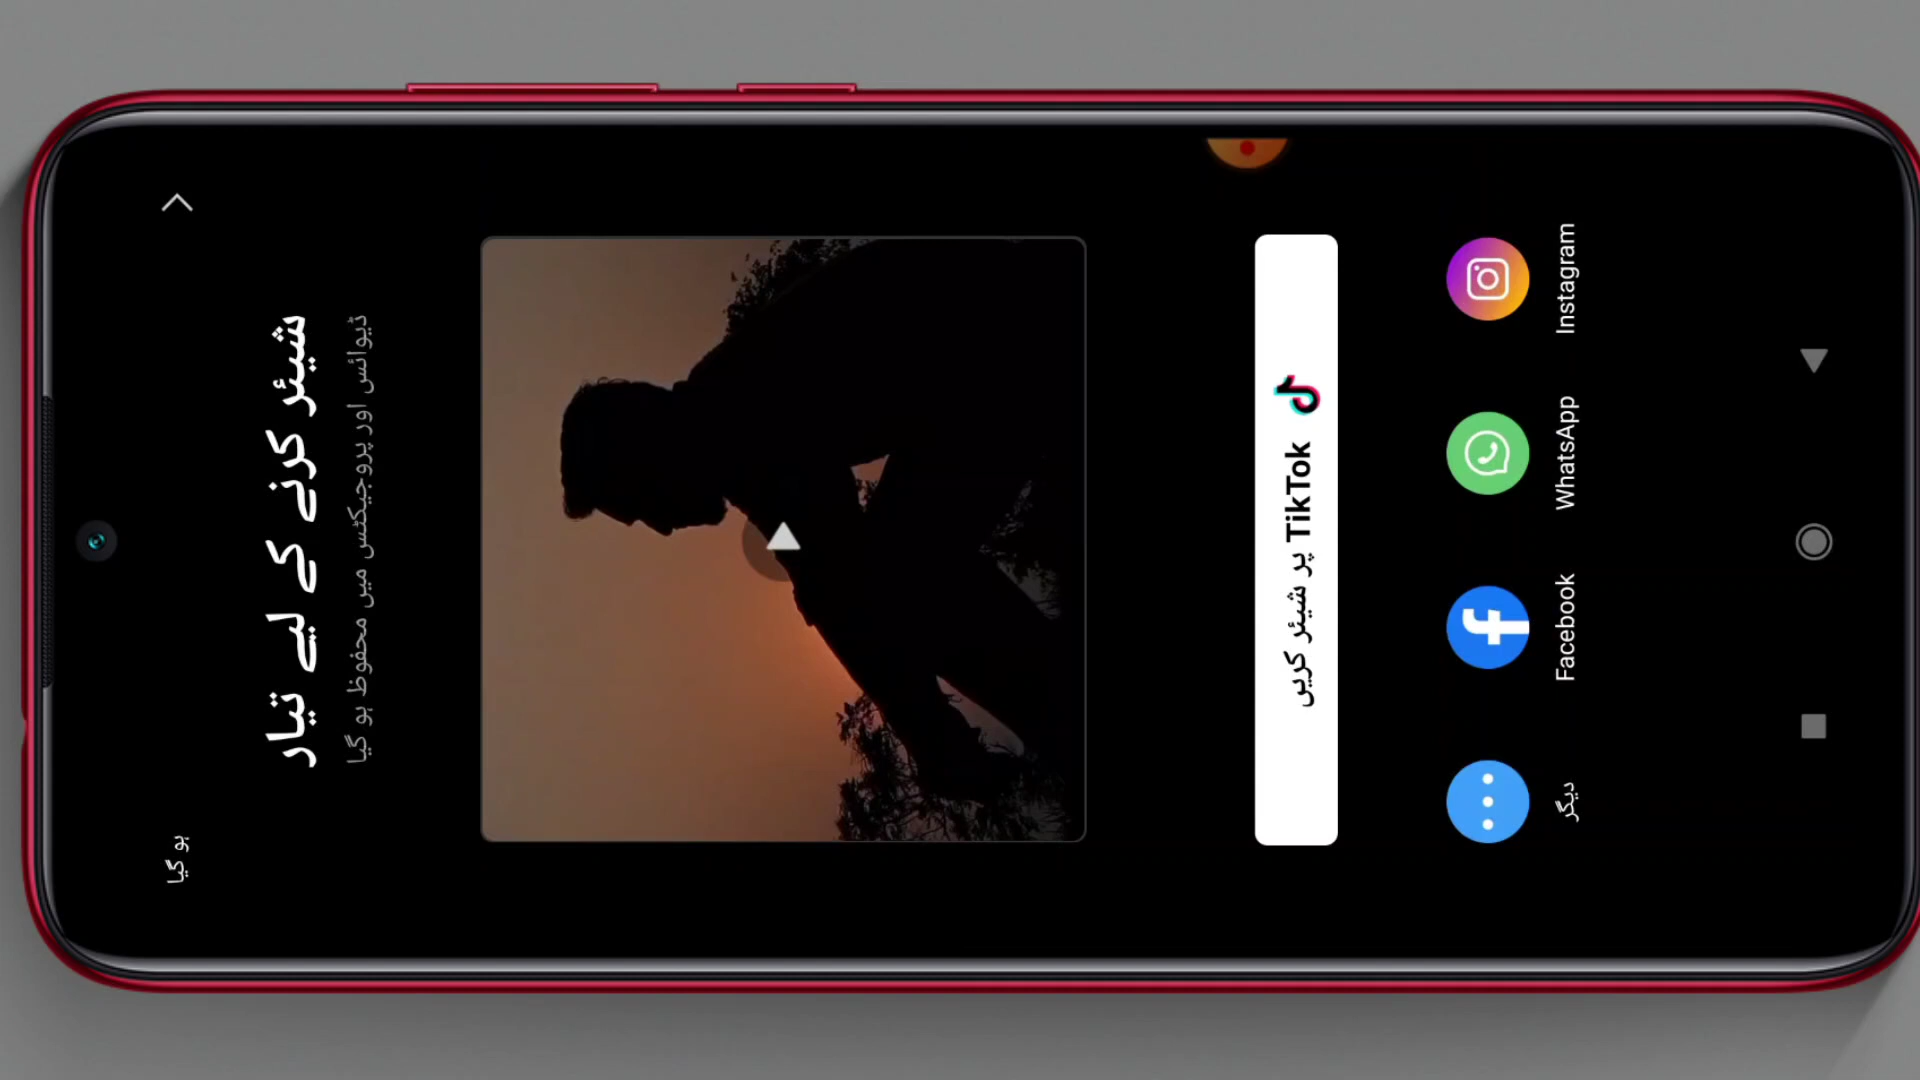 ہو گیا
شیئر کرنے کے لیے تیار
ڈیوائس اور پروجیکٹس میں محفوظ ہو گیا
TikTok پر شیئر کریں
Instagram
WhatsApp
Facebook
دیگر